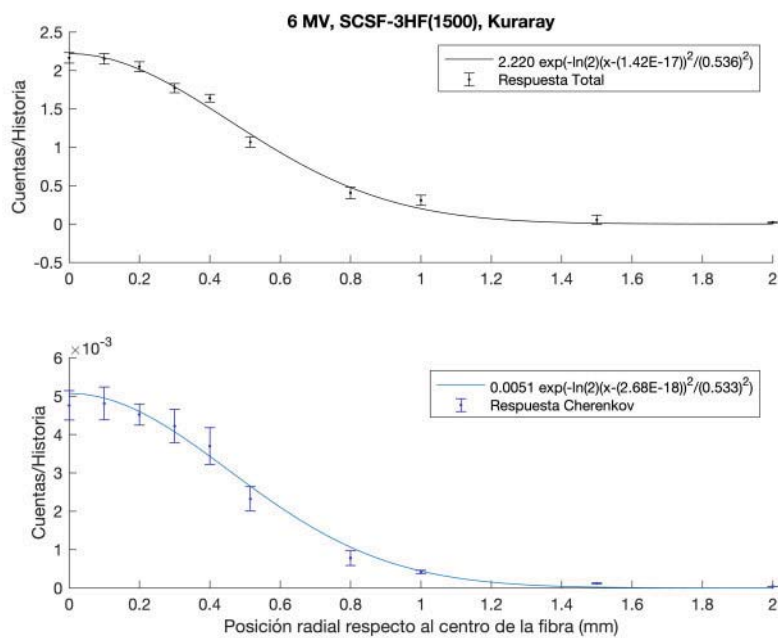 6 MV, SCSF-3HF(1500), Kuraray
2.5
2
1.5
1
0.5
0
-0.5
Cuentas/Historia
2.220 exp(-ln(2)(x-(1.42E-17))²/(0.536)²)
Respuesta Total
0 0.2 0.4 0.6 0.8 1 1.2 1.4 1.6 1.8 2
×10⁻³
6
5
4
3
2
1
0
Cuentas/Historia
0.0051 exp(-ln(2)(x-(2.68E-18))²/(0.533)²)
Respuesta Cherenkov
0 0.2 0.4 0.6 0.8 1 1.2 1.4 1.6 1.8 2
Posición radial respecto al centro de la fibra (mm)